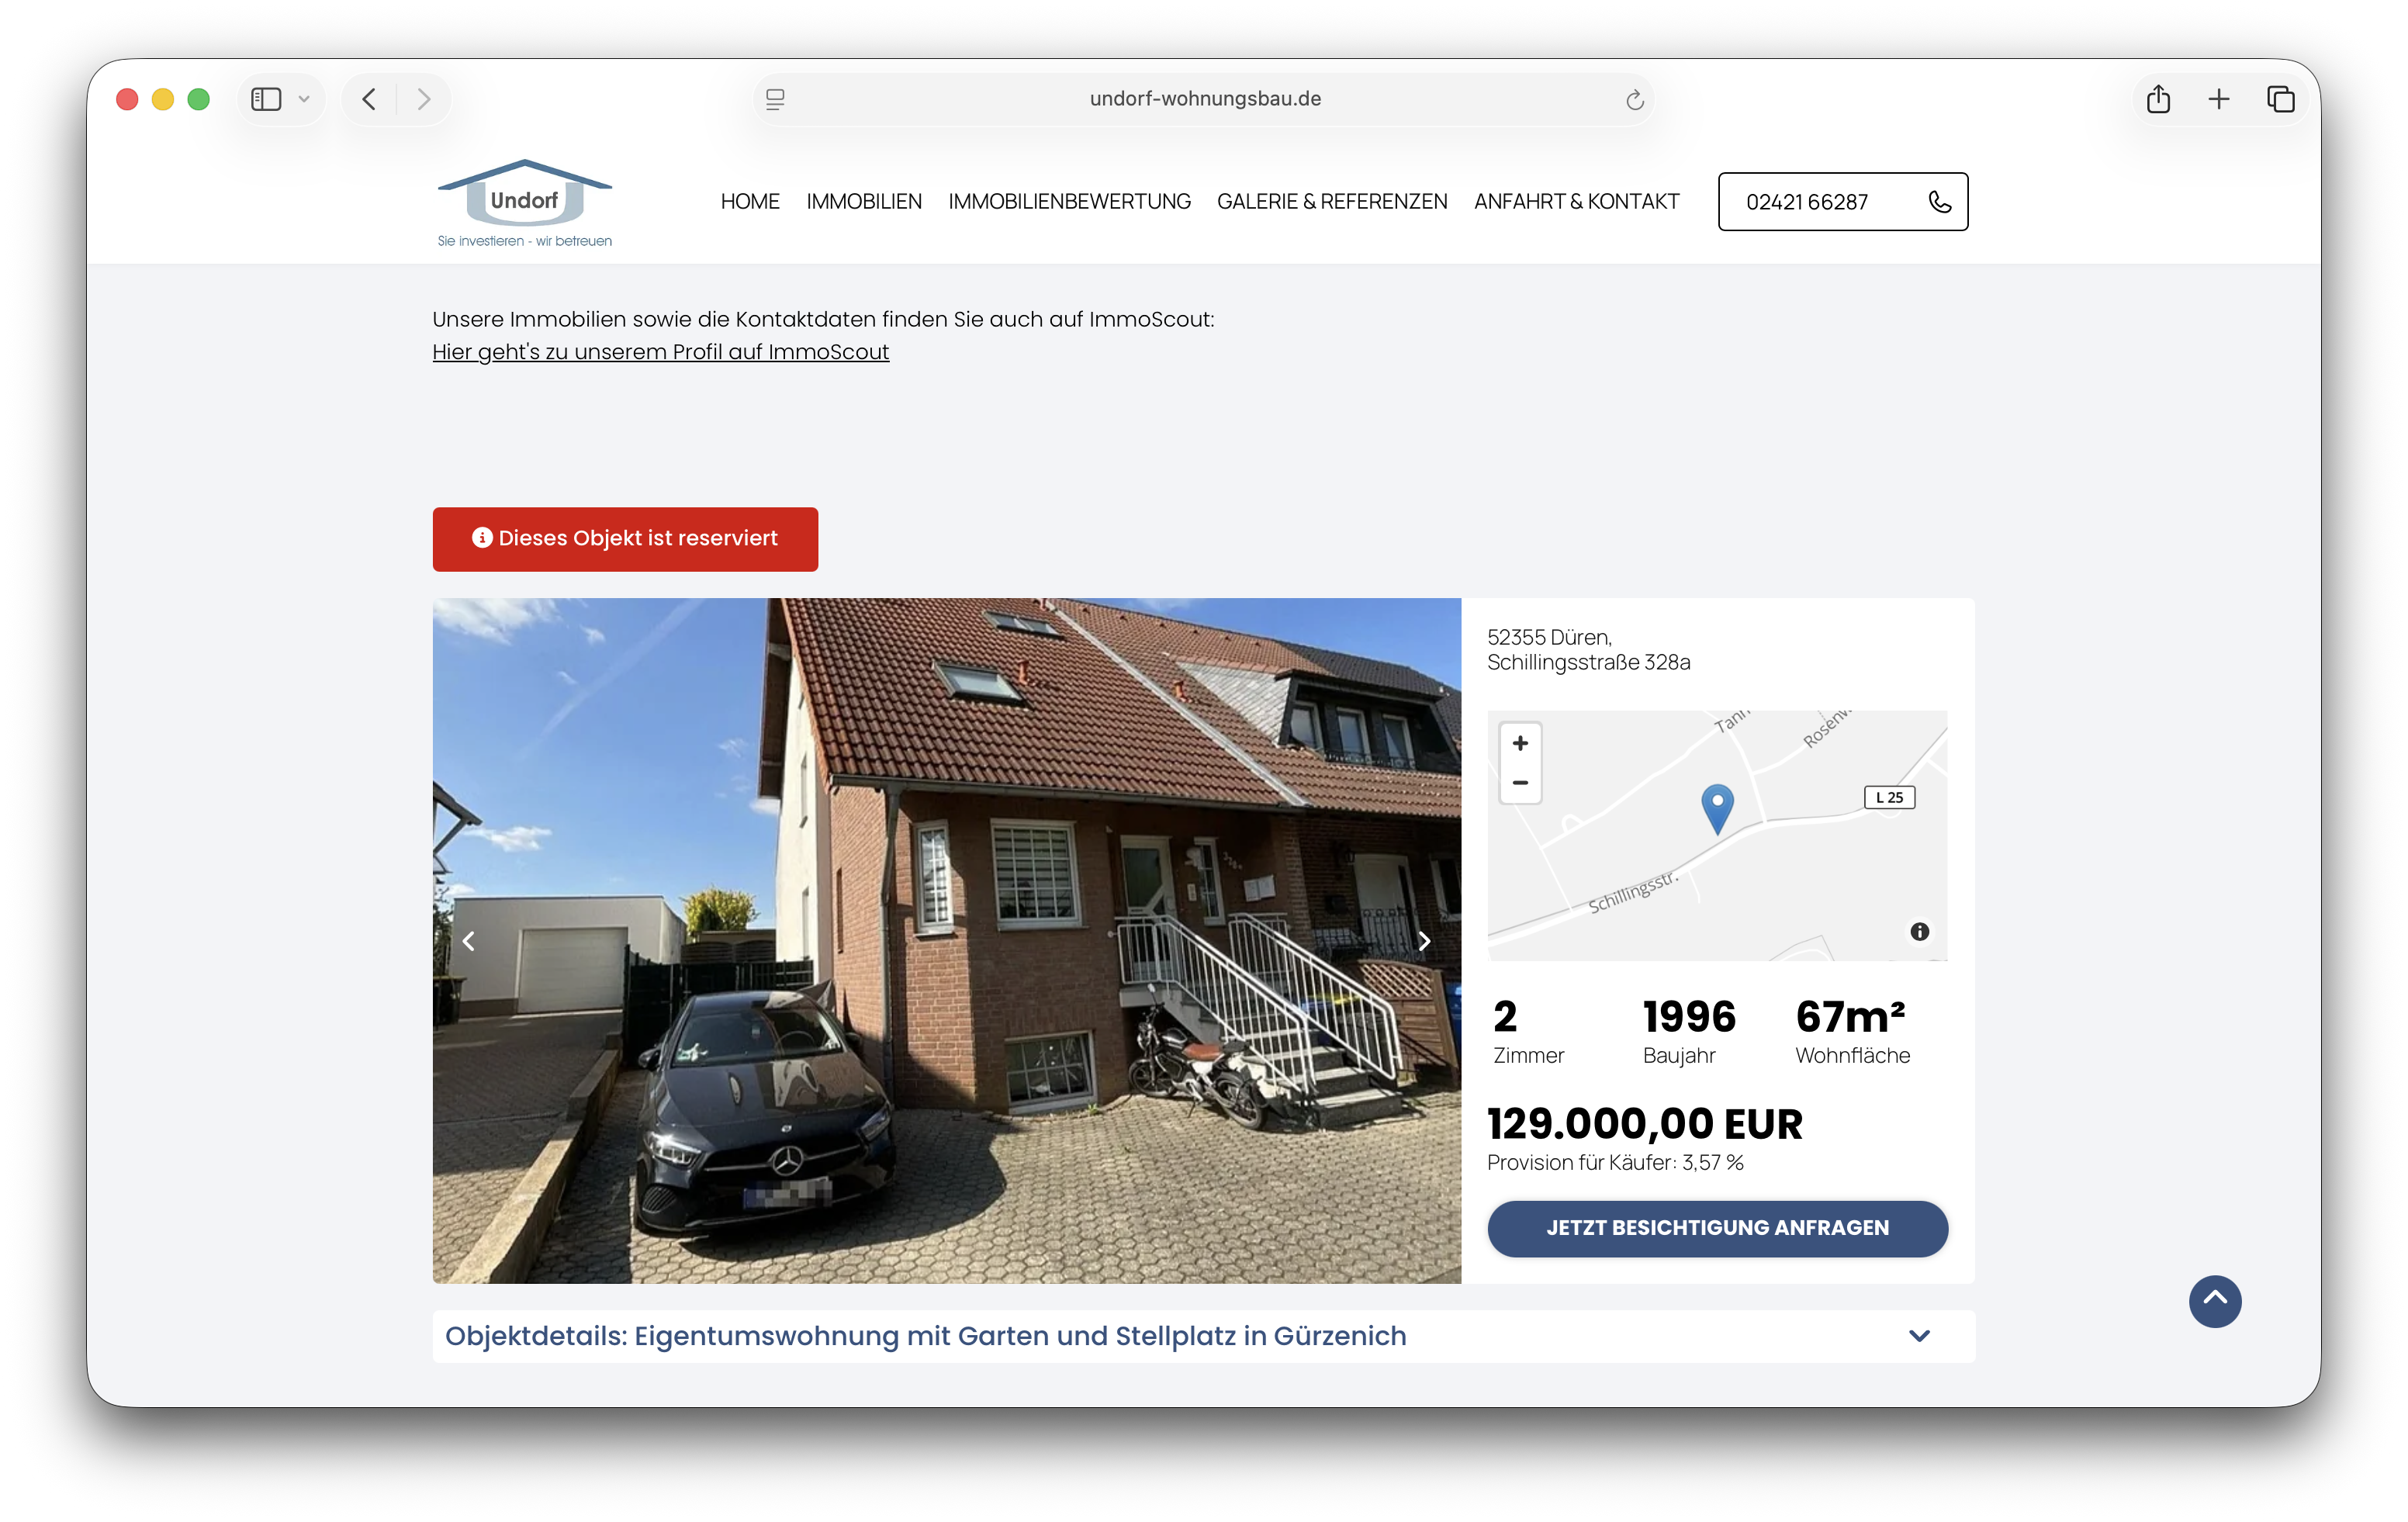 undorf-wohnungsbau.de
Undorf
Sie investieren - wir betreuen
HOME IMMOBILIEN IMMOBILIENBEWERTUNG GALERIE & REFERENZEN ANFAHRT & KONTAKT 02421 66287
Unsere Immobilien sowie die Kontaktdaten finden Sie auch auf ImmoScout:
Hier geht's zu unserem Profil auf ImmoScout
Dieses Objekt ist reserviert
52355 Düren,
Schillingsstraße 328a
Tann
Rosenw
L 25
Schillingsstr.
2 1996 67m²
Zimmer Baujahr Wohnfläche
129.000,00 EUR
Provision für Käufer: 3,57 %
JETZT BESICHTIGUNG ANFRAGEN
Objektdetails: Eigentumswohnung mit Garten und Stellplatz in Gürzenich